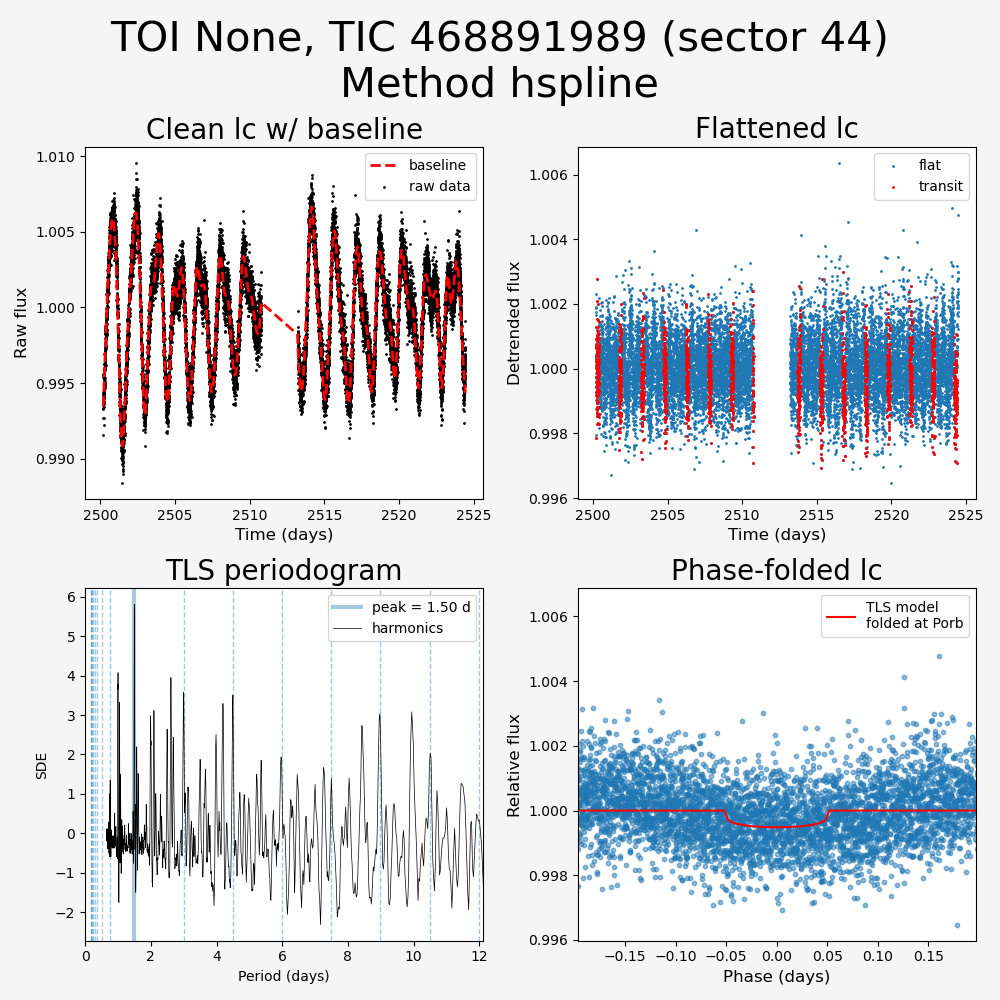 TOI None, TIC 468891989 (sector 44)
Method hspline
Clean lc w/ baseline
Flattened lc
baseline
raw data
flat
transit
1.010
1.005
1.000
0.995
0.990
Raw flux
2500
2505
2510
2515
2520
2525
Time (days)
1.006
1.004
1.002
1.000
0.998
0.996
Detrended flux
2500
2505
2510
2515
2520
2525
Time (days)
TLS periodogram
Phase-folded lc
peak = 1.50 d
harmonics
TLS model
folded at Porb
6
5
4
3
2
1
0
−1
−2
SDE
0
2
4
6
8
10
12
Period (days)
1.006
1.004
1.002
1.000
0.998
0.996
Relative flux
−0.15
−0.10
−0.05
0.00
0.05
0.10
0.15
Phase (days)